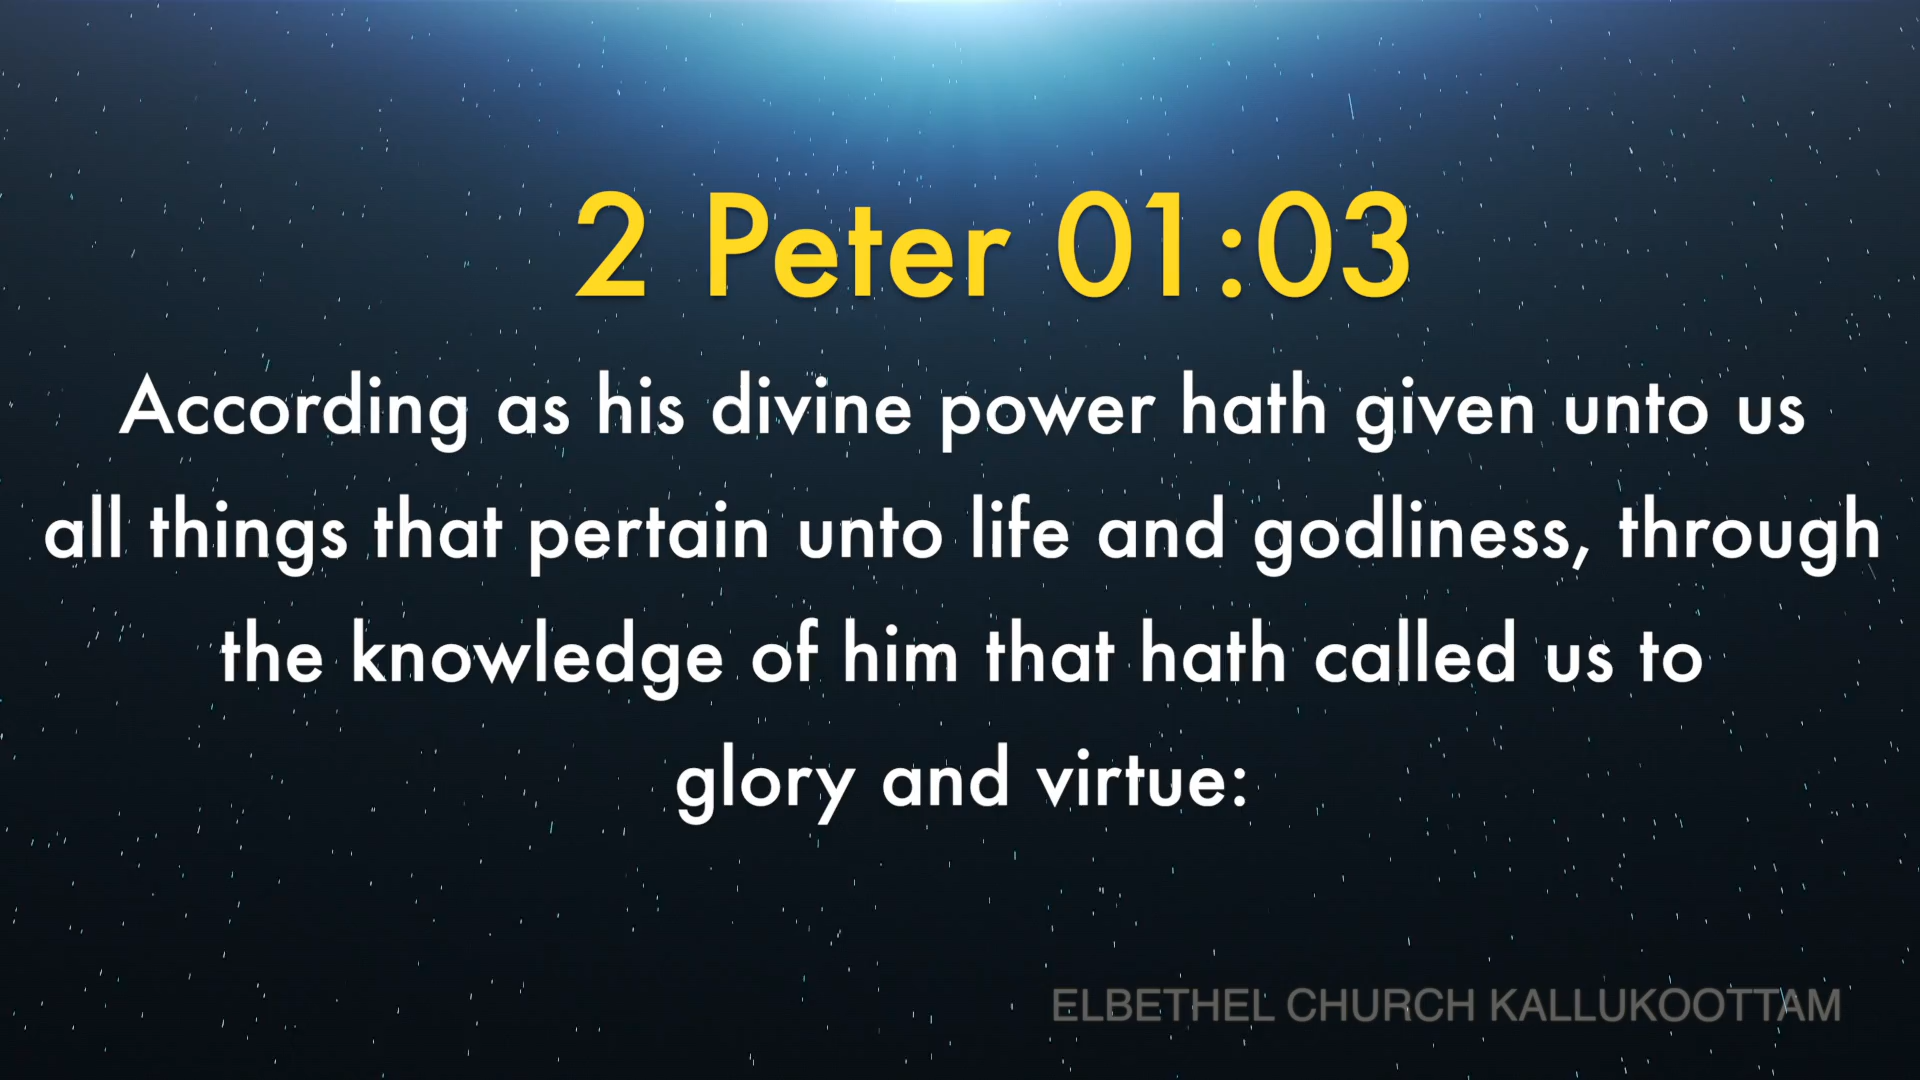 2 Peter 01:03
According as his divine power hath given unto us
all things that pertain unto life and godliness, through
the knowledge of him that hath called us to
glory and virtue:
ELBETHEL CHURCH KALLUKOOTTAM